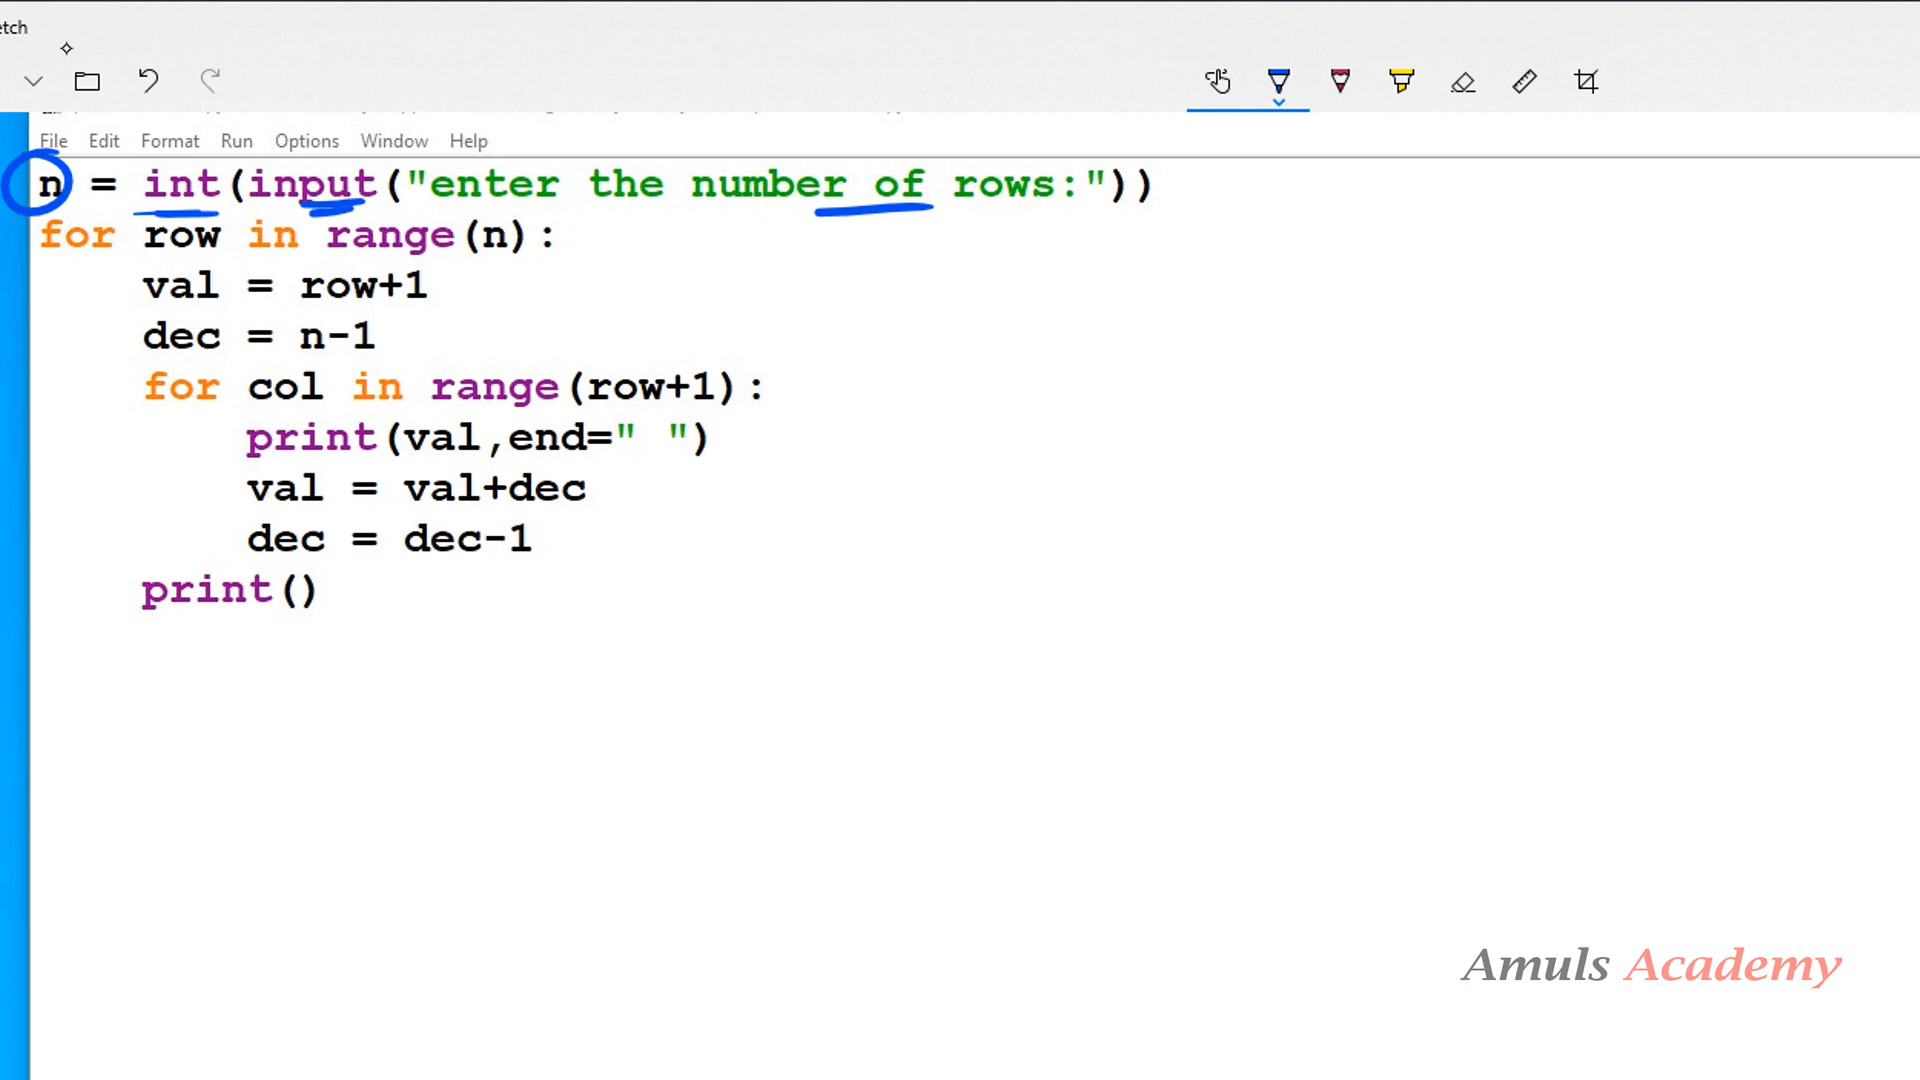 etch
File Edit Format Run Options Window Help
n = int(input("enter the number of rows:"))
for row in range(n):
    val = row+1
    dec = n-1
    for col in range(row+1):
        print(val,end=" ")
        val = val+dec
        dec = dec-1
    print()
Amuls Academy